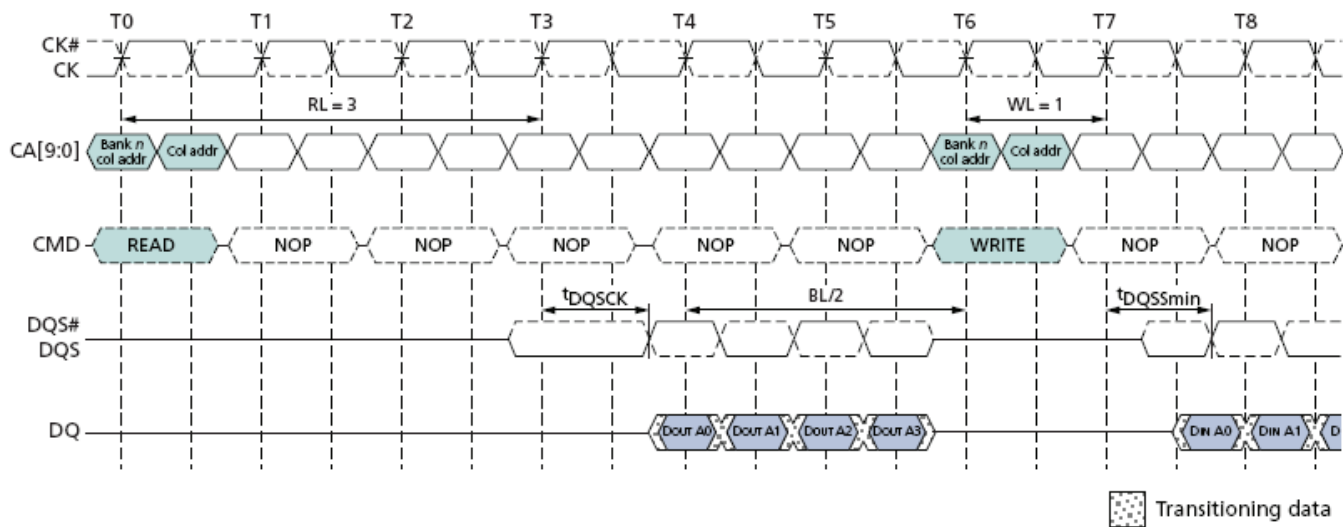 T0 T1 T2 T3 T4 T5 T6 T7 T8
CK#
CK
RL = 3 WL = 1
CA[9:0] Bank n col addr Col addr Bank n col addr Col addr
CMD READ NOP NOP NOP NOP NOP WRITE NOP NOP
tDQSCK BL/2 tDQSSmin
DQS#
DQS
DQ DOUT A0 DOUT A1 DOUT A2 DOUT A3 DIN A0 DIN A1 D
Transitioning data